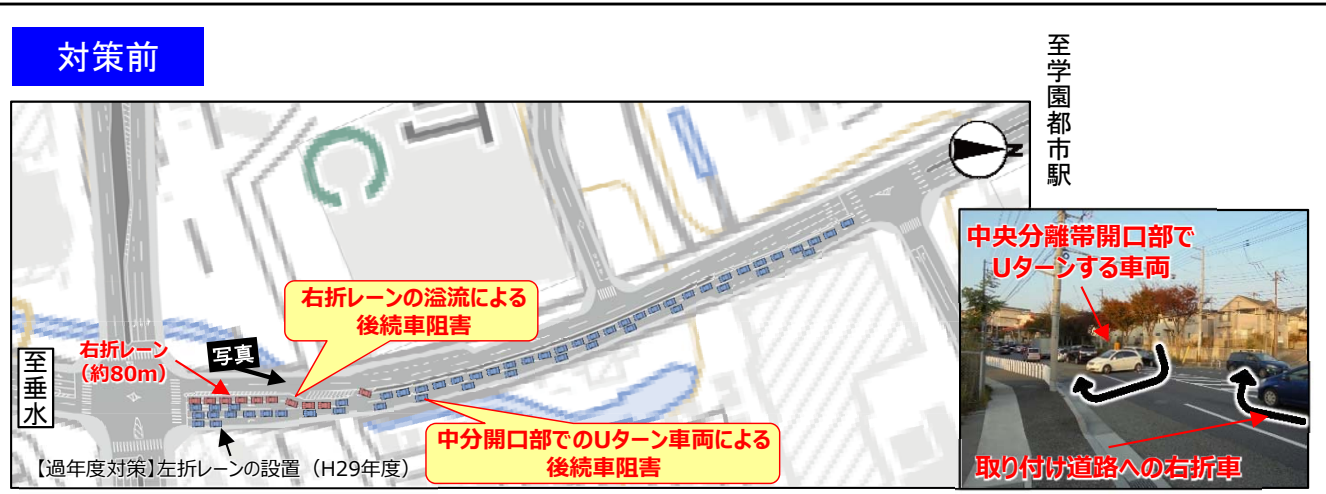 対策前
至学園都市駅
N
中央分離帯開口部で
Uターンする車両
右折レーンの溢流による
後続車阻害
右折レーン
（約80m）
写真
至垂水
中分開口部でのUターン車両による
後続車阻害
【過年度対策】左折レーンの設置（H29年度）
取り付け道路への右折車